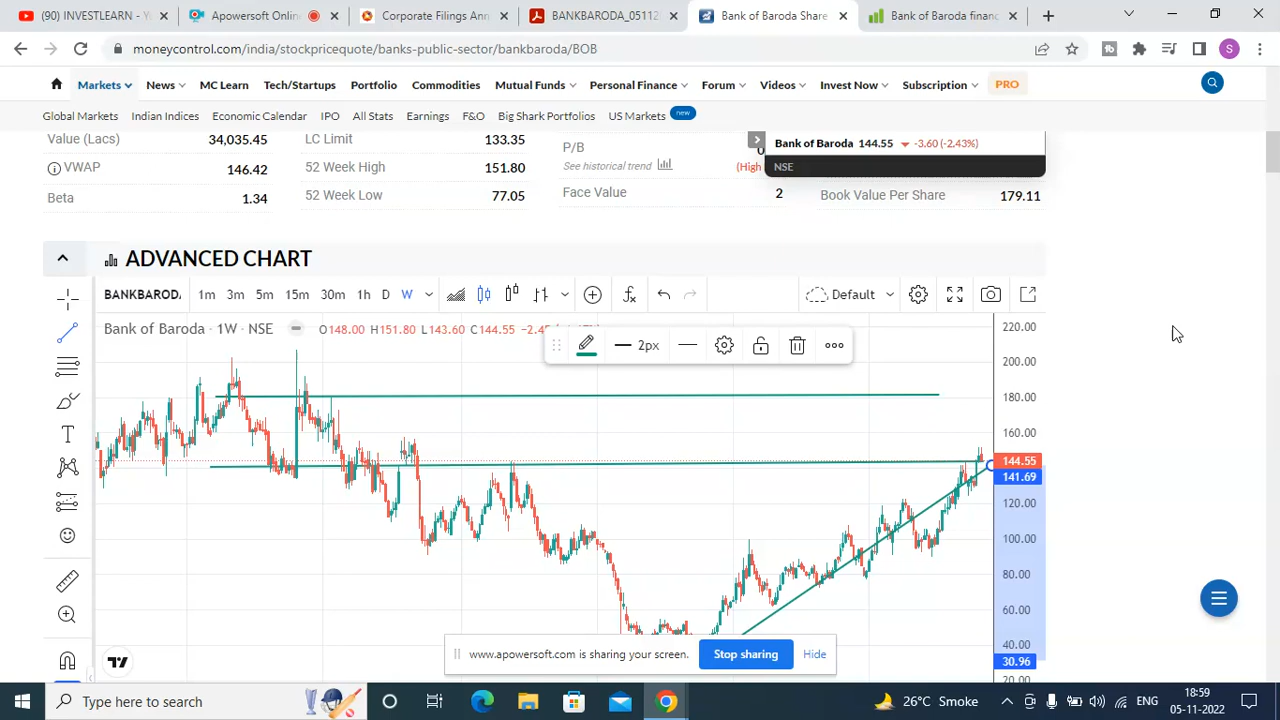 (90) INVESTLEARN - Y
Apowersoft Onlin
Corporate Filings Ann
BANKBARODA_05112
Bank of Baroda Share
Bank of Baroda financ
moneycontrol.com/india/stockpricequote/banks-public-sector/bankbaroda/BOB
S
Markets News MC Learn Tech/Startups Portfolio Commodities Mutual Funds Personal Finance Forum Videos Invest Now Subscription PRO
Global Markets Indian Indices Economic Calendar IPO All Stats Earnings F&O Big Shark Portfolios US Markets new
Value (Lacs) 34,035.45
VWAP 146.42
Beta 1.34
LC Limit 133.35
52 Week High 151.80
52 Week Low 77.05
P/B
See historical trend
(High
Face Value 2
Bank of Baroda 144.55 -3.60 (-2.43%)
NSE
Book Value Per Share 179.11
ADVANCED CHART
BANKBARODA 1m 3m 5m 15m 30m 1h D W Default
Bank of Baroda · 1W · NSE O148.00 H151.80 L143.60 C144.55
2px
220.00
200.00
180.00
160.00
144.55
141.69
120.00
100.00
80.00
60.00
40.00
30.96
20.00
www.apowersoft.com is sharing your screen. Stop sharing Hide
Type here to search
26°C Smoke
ENG
18:59
05-11-2022